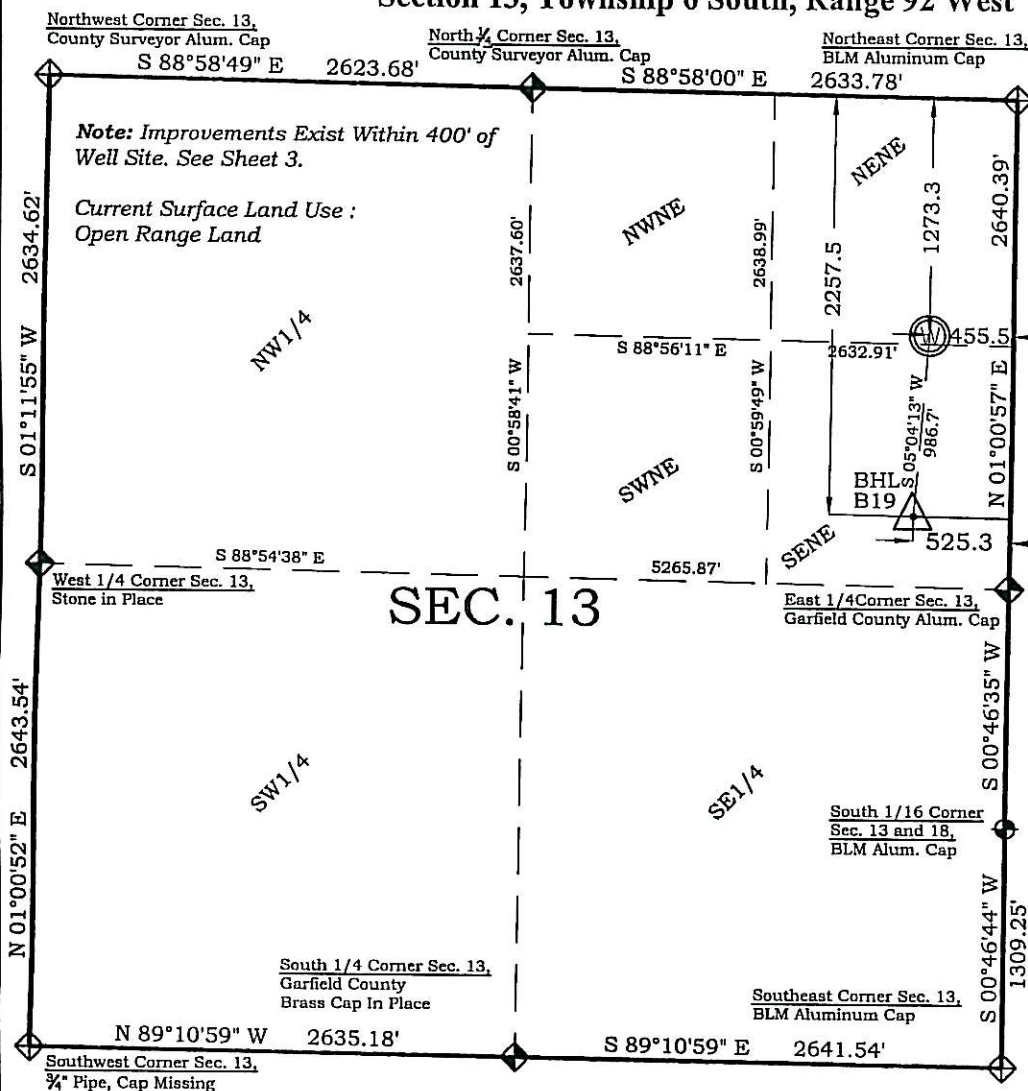 Section 13, Township 6 South, Range 92 West
Northwest Corner Sec. 13,
County Surveyor Alum. Cap
North ¼ Corner Sec. 13,
County Surveyor Alum. Cap
Northeast Corner Sec. 13,
BLM Aluminum Cap
S 88°58'49" E 2623.68'
S 88°58'00" E 2633.78'
Note: Improvements Exist Within 400' of
Well Site. See Sheet 3.
Current Surface Land Use :
Open Range Land
S 01°11'55" W 2634.62'
NW1/4
2637.60'
S 00°58'41" W
NWNE
2638.99'
S 00°59'49" W
NENE
2257.5
1273.3
2640.39'
N 01°00'57" E
W
455.5
S 88°56'11" E
2632.91'
S 05°04'13" W
986.7'
SWNE
BHL
B19
SENE
525.3
S 88°54'38" E
5265.87'
West 1/4 Corner Sec. 13,
Stone in Place
SEC. 13
East 1/4Corner Sec. 13,
Garfield County Alum. Cap
N 01°00'52" E 2643.54'
SW1/4
SE1/4
S 00°46'35" W
South 1/16 Corner
Sec. 13 and 18,
BLM Alum. Cap
S 00°46'44" W
1309.25'
South 1/4 Corner Sec. 13,
Garfield County
Brass Cap In Place
Southeast Corner Sec. 13,
BLM Aluminum Cap
N 89°10'59" W 2635.18'
S 89°10'59" E 2641.54'
Southwest Corner Sec. 13,
¾" Pipe, Cap Missing